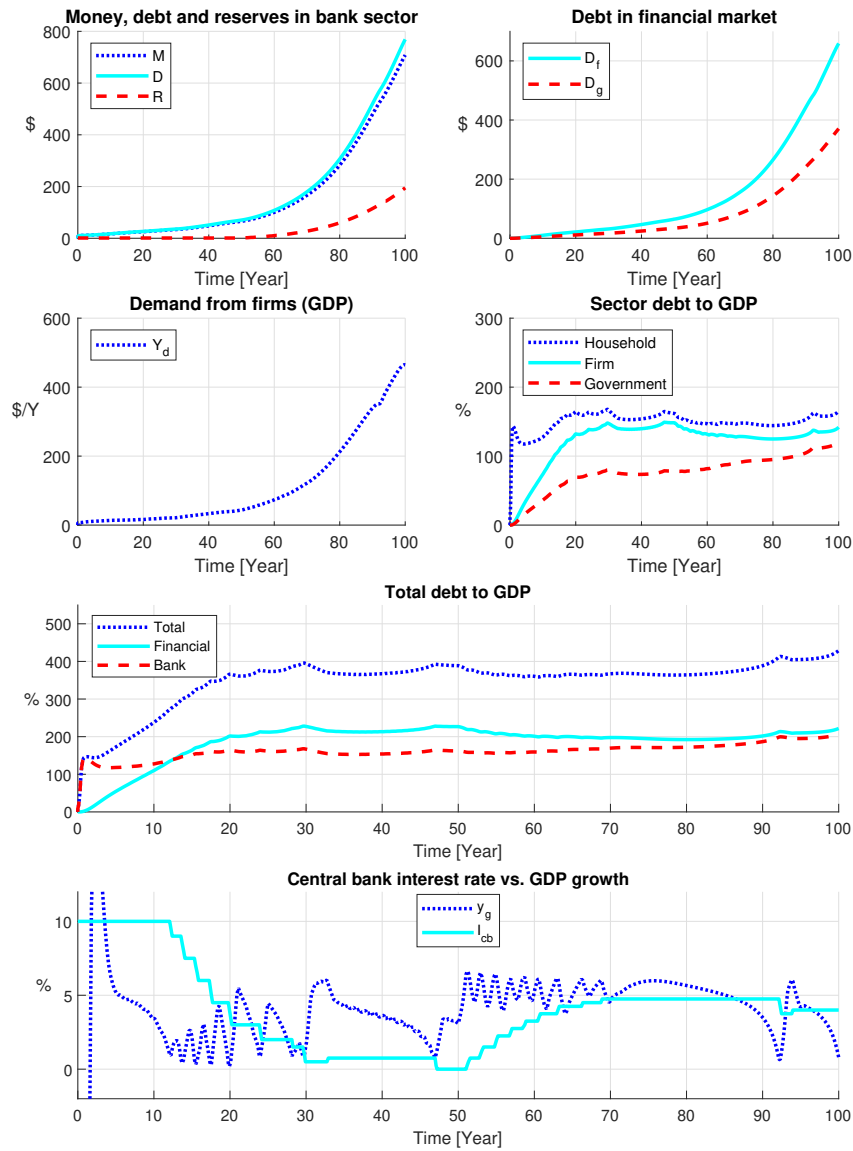 Money, debt and reserves in bank sector
800
600
400
200
0
$
M
D
R
0 20 40 60 80 100
Time [Year]
Debt in financial market
600
400
200
0
$
D_f
D_g
0 20 40 60 80 100
Time [Year]
Demand from firms (GDP)
600
400
200
0
$/Y
Y_d
0 20 40 60 80 100
Time [Year]
Sector debt to GDP
300
200
100
0
%
Household
Firm
Government
0 20 40 60 80 100
Time [Year]
Total debt to GDP
500
400
300
200
100
0
%
Total
Financial
Bank
0 10 20 30 40 50 60 70 80 90 100
Time [Year]
Central bank interest rate vs. GDP growth
10
5
0
%
y_g
I_cb
0 10 20 30 40 50 60 70 80 90 100
Time [Year]